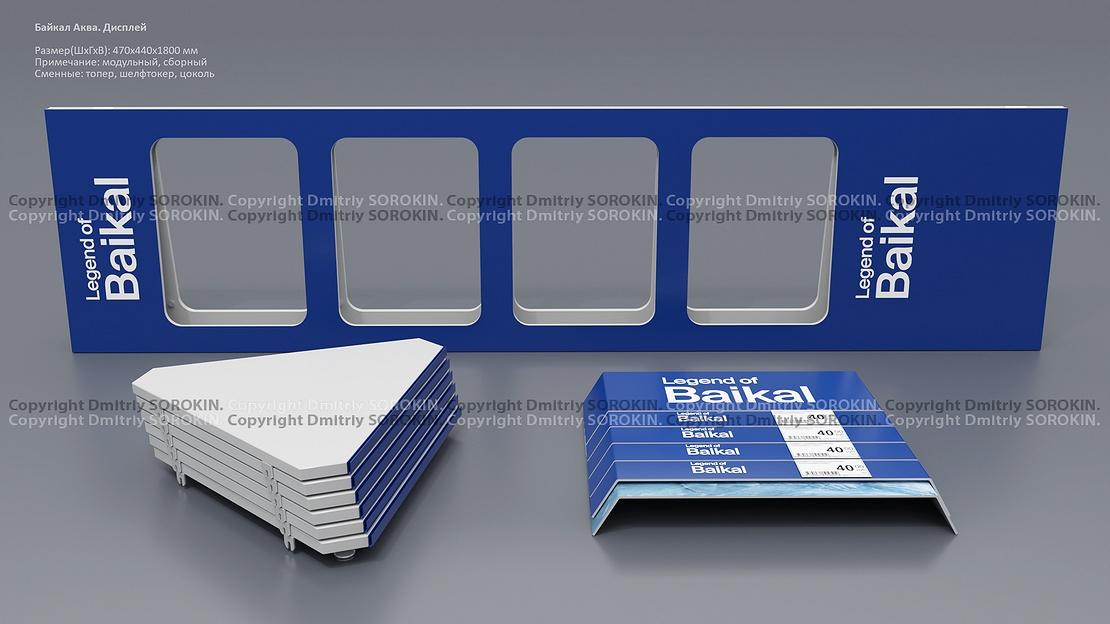 Байкал Аква. Дисплей
Размер(ШхГхВ): 470х440х1800 мм
Примечание: модульный, сборный
Сменные: топер, шелфтокер, цоколь
Legend of
Baikal
Legend of
Baikal
Copyright Dmitriy SOROKIN. Copyright Dmitriy SOROKIN. Copyright Dmitriy SOROKIN. Copyright Dmitriy SOROKIN. Copyright Dmitriy SOROKIN.
Copyright Dmitriy SOROKIN. Copyright Dmitriy SOROKIN. Copyright Dmitriy SOROKIN. Copyright Dmitriy SOROKIN. Copyright Dmitriy SOROKIN.
Legend of
Baikal
Copyright Dmitriy SOROKIN. Copyright Dmitriy SOROKIN. Copyright Dmitriy SOROKIN. Copyright Dmitriy SOROKIN. Copyright Dmitriy SOROKIN.
Copyright Dmitriy SOROKIN. Copyright Dmitriy SOROKIN. Copyright Dmitriy SOROKIN. Copyright Dmitriy SOROKIN. Copyright Dmitriy SOROKIN.
Legend of
Baikal 40
Legend of
Baikal 40
Legend of
Baikal 40
Legend of
Baikal 40